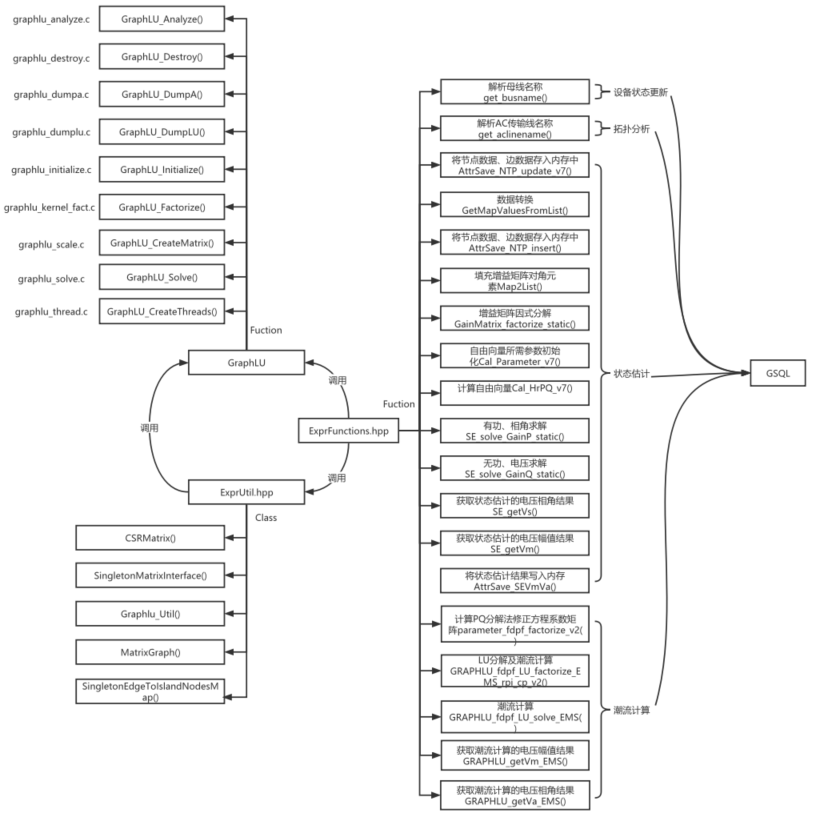 graphlu_analyze.c
GraphLU_Analyze()
graphlu_destroy.c
GraphLU_Destroy()
graphlu_dumpa.c
GraphLU_DumpA()
graphlu_dumplu.c
GraphLU_DumpLU()
graphlu_initialize.c
GraphLU_Initialize()
graphlu_kernel_fact.c
GraphLU_Factorize()
graphlu_scale.c
GraphLU_CreateMatrix()
graphlu_solve.c
GraphLU_Solve()
graphlu_thread.c
GraphLU_CreateThreads()
Fuction
GraphLU
调用
调用
调用
ExprFunctions.hpp
Fuction
ExprUtil.hpp
Class
CSRMatrix()
SingletonMatrixInterface()
Graphlu_Util()
MatrixGraph()
SingletonEdgeToIslandNodesM
ap()
解析母线名称
get_busname()
解析AC传输线名称
get_aclinename()
将节点数据、边数据存入内存中
AttrSave_NTP_update_v7()
数据转换
GetMapValuesFromList()
将节点数据、边数据存入内存中
AttrSave_NTP_insert()
填充增益矩阵对角元
素Map2List()
增益矩阵因式分解
GainMatrix_factorize_static()
自由向量所需参数初始
化Cal_Parameter_v7()
计算自由向量Cal_HrPQ_v7()
有功、相角求解
SE_solve_GainP_static()
无功、电压求解
SE_solve_GainQ_static()
获取状态估计的电压相角结果
SE_getVs()
获取状态估计的电压幅值结果
SE_getVm()
将状态估计结果写入内存
AttrSave_SEVmVa()
计算PQ分解法修正方程系数矩
阵parameter_fdpf_factorize_v2(
)
LU分解及潮流计算
GRAPHLU_fdpf_LU_factorize_E
MS_rpi_cp_v2()
潮流计算
GRAPHLU_fdpf_LU_solve_EMS(
)
获取潮流计算的电压幅值结果
GRAPHLU_getVm_EMS()
获取潮流计算的电压相角结果
GRAPHLU_getVa_EMS()
设备状态更新
拓扑分析
状态估计
潮流计算
GSQL